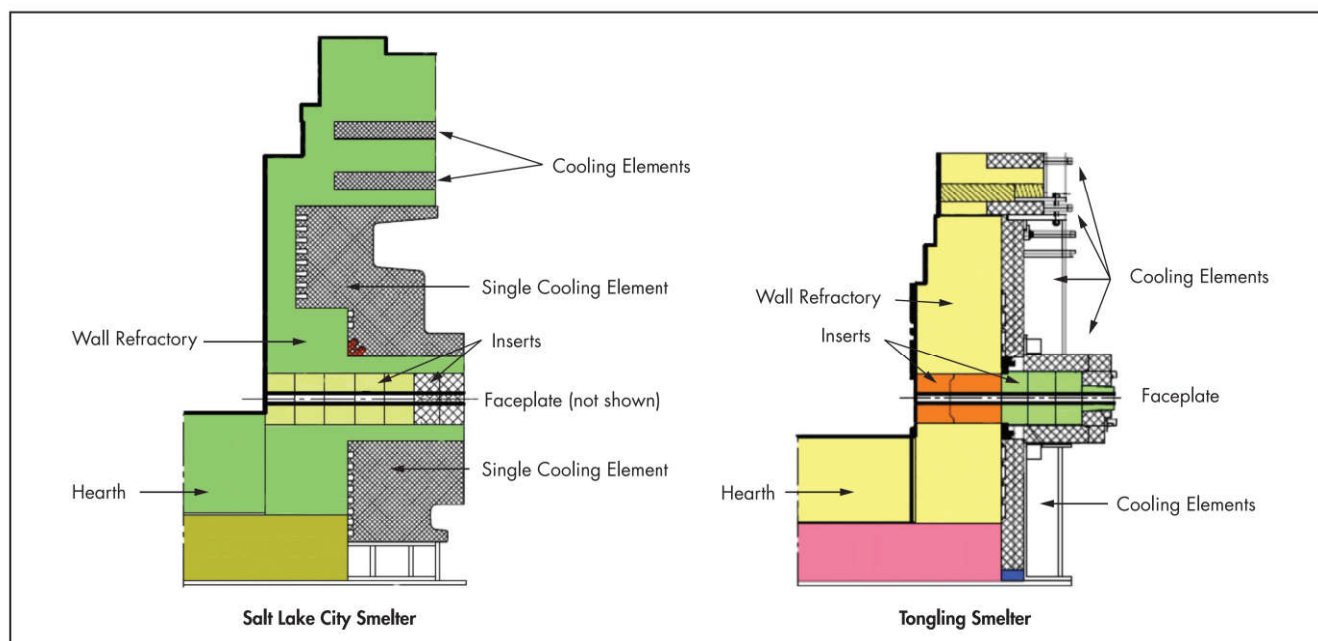 Cooling Elements
Single Cooling Element
Wall Refractory
Inserts
Faceplate (not shown)
Single Cooling Element
Hearth
Salt Lake City Smelter
Cooling Elements
Wall Refractory
Inserts
Faceplate
Hearth
Cooling Elements
Tongling Smelter